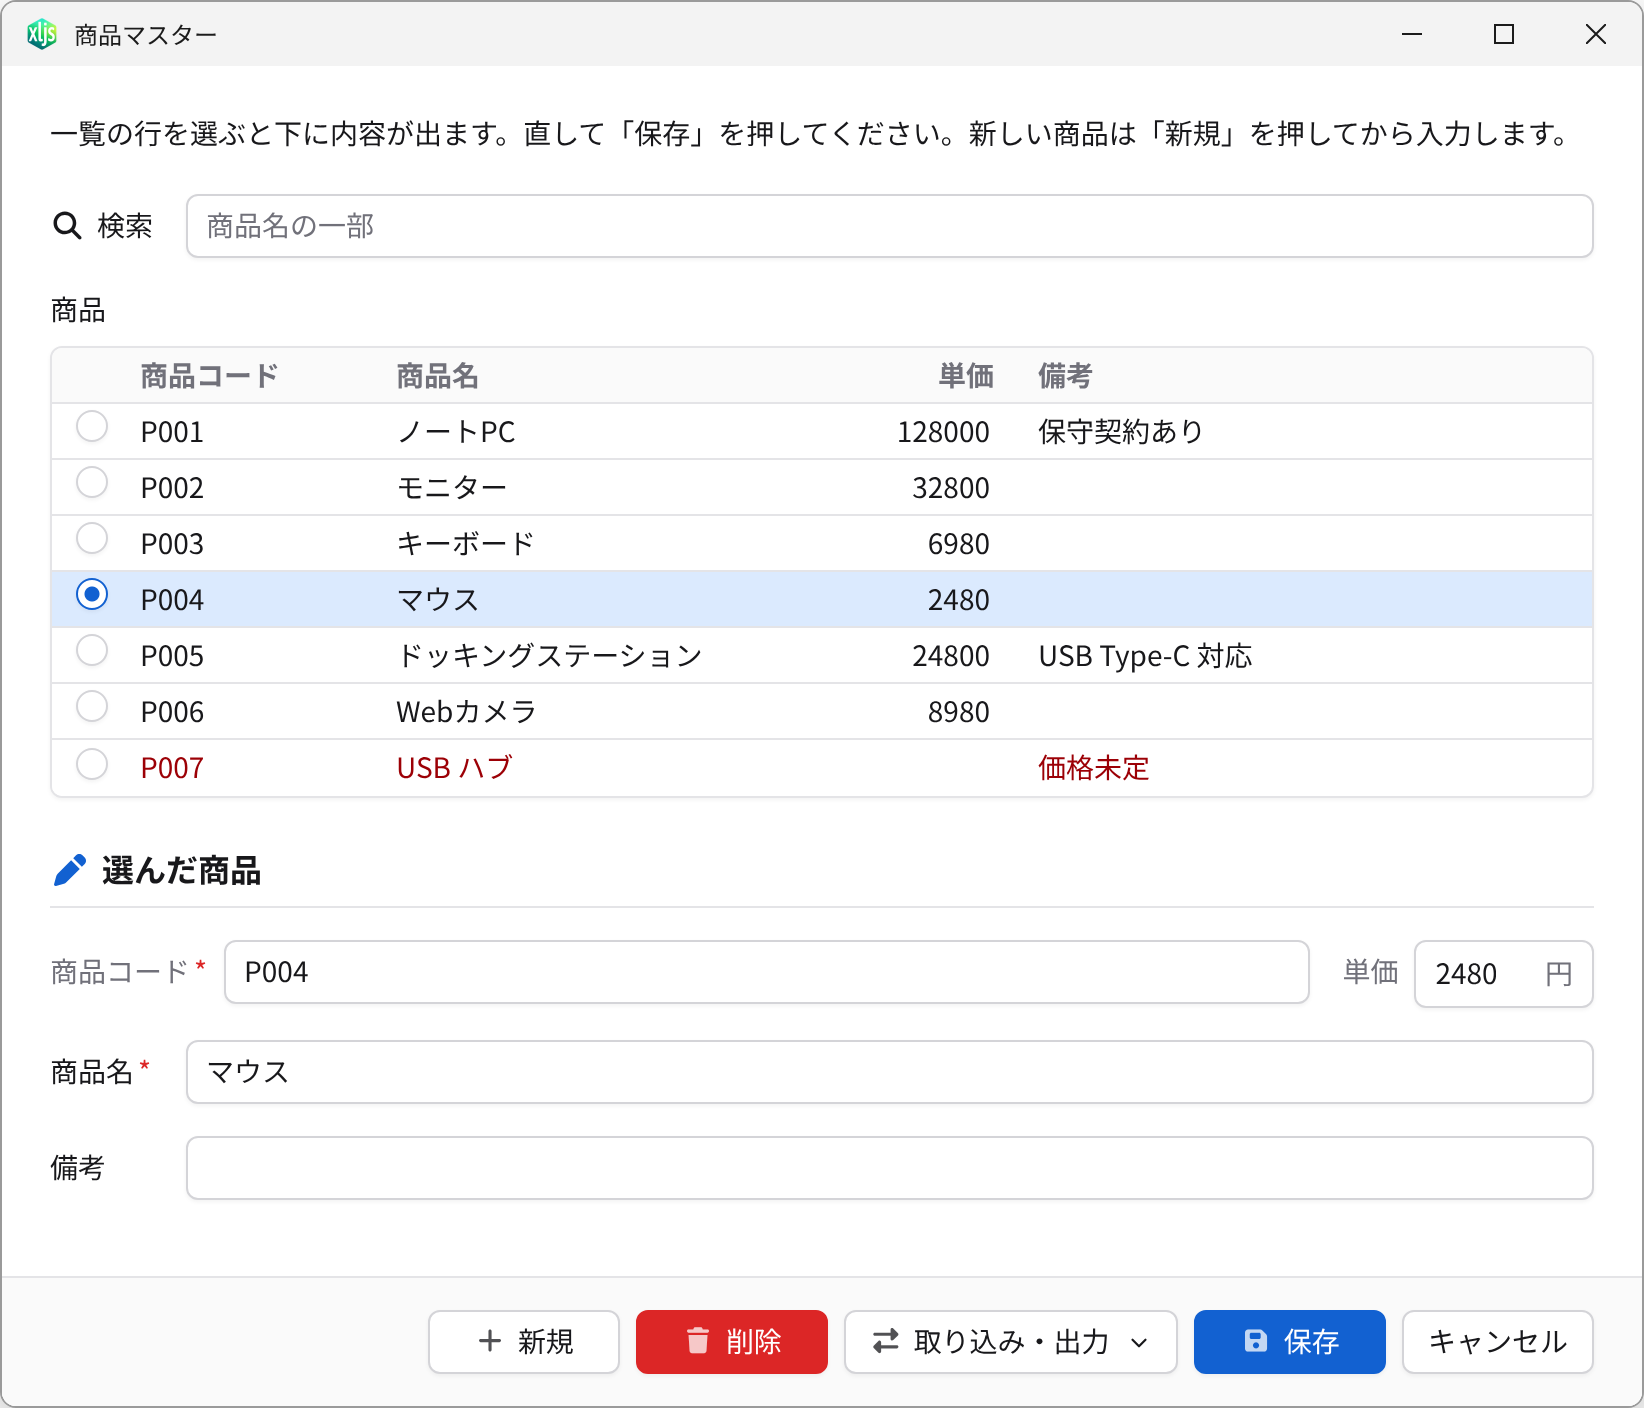 xljs 商品マスター
一覧の行を選ぶと下に内容が出ます。直して「保存」を押してください。新しい商品は「新規」を押してから入力します。
検索 商品名の一部
商品
商品コード 商品名 単価 備考
P001 ノートPC 128000 保守契約あり
P002 モニター 32800
P003 キーボード 6980
P004 マウス 2480
P005 ドッキングステーション 24800 USB Type-C 対応
P006 Webカメラ 8980
P007 USB ハブ 価格未定
選んだ商品
商品コード* P004 単価 2480 円
商品名* マウス
備考
新規 削除 取り込み・出力 保存 キャンセル